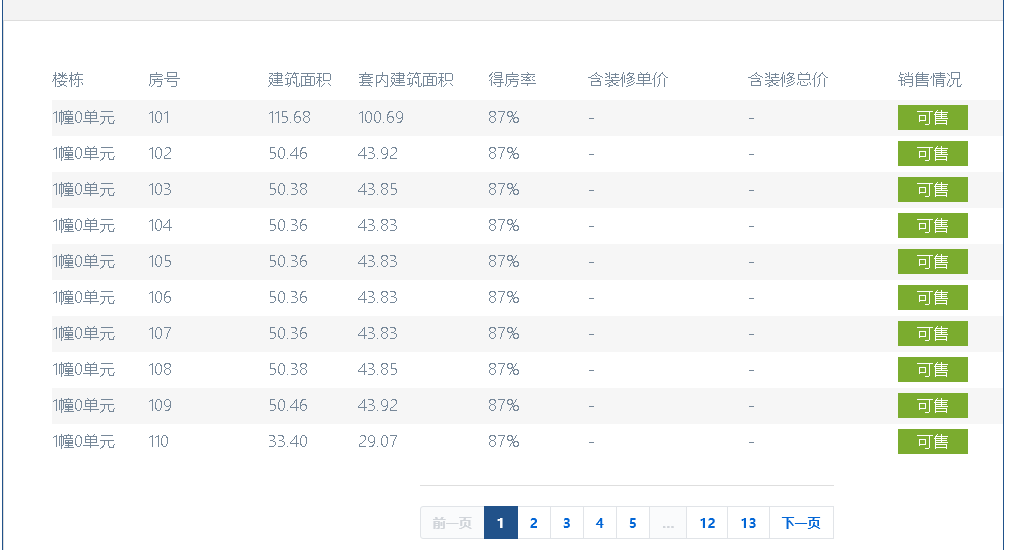 楼栋 房号 建筑面积 套内建筑面积 得房率 含装修单价 含装修总价 销售情况
1幢0单元 101 115.68 100.69 87% - - 可售
1幢0单元 102 50.46 43.92 87% - - 可售
1幢0单元 103 50.38 43.85 87% - - 可售
1幢0单元 104 50.36 43.83 87% - - 可售
1幢0单元 105 50.36 43.83 87% - - 可售
1幢0单元 106 50.36 43.83 87% - - 可售
1幢0单元 107 50.36 43.83 87% - - 可售
1幢0单元 108 50.38 43.85 87% - - 可售
1幢0单元 109 50.46 43.92 87% - - 可售
1幢0单元 110 33.40 29.07 87% - - 可售
前一页 1 2 3 4 5 ... 12 13 下一页